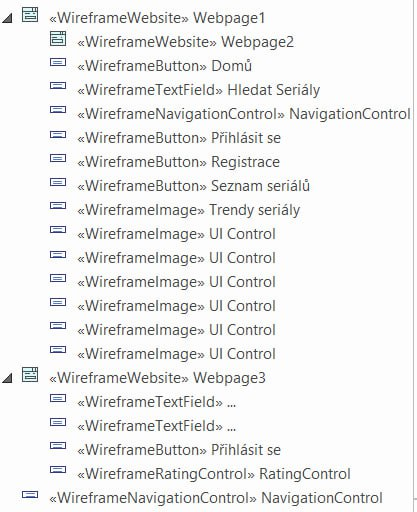 «WireframeWebsite» Webpage1
«WireframeWebsite» Webpage2
«WireframeButton» Domů
«WireframeTextField» Hledat Seriály
«WireframeNavigationControl» NavigationControl
«WireframeButton» Přihlásit se
«WireframeButton» Registrace
«WireframeButton» Seznam seriálů
«WireframeImage» Trendy seriály
«WireframeImage» UI Control
«WireframeImage» UI Control
«WireframeImage» UI Control
«WireframeImage» UI Control
«WireframeImage» UI Control
«WireframeImage» UI Control
«WireframeWebsite» Webpage3
«WireframeTextField» ...
«WireframeTextField» ...
«WireframeButton» Přihlásit se
«WireframeRatingControl» RatingControl
«WireframeNavigationControl» NavigationControl